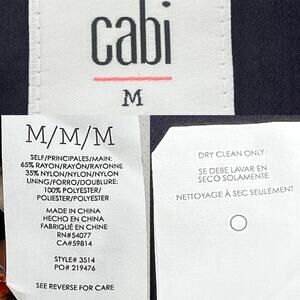 cabi
M
M/M/M
SELF/PRINCIPALES/MAIN:
65% RAYON/RAYÓN/RAYONNE
35% NYLON/NYLON/NYLON
LINING/FORRO/DOUBLURE:
100% POLYESTER/
POLIESTER/POLYESTER
MADE IN CHINA
HECHO EN CHINA
FABRIQUÉ EN CHINE
RN#54077
CA#59814
STYLE# 3514
PO# 219476
SEE REVERSE FOR CARE
DRY CLEAN ONLY
SE DEBE LAVAR EN
SECO SOLAMENTE
NETTOYAGE À SEC SEULEMENT